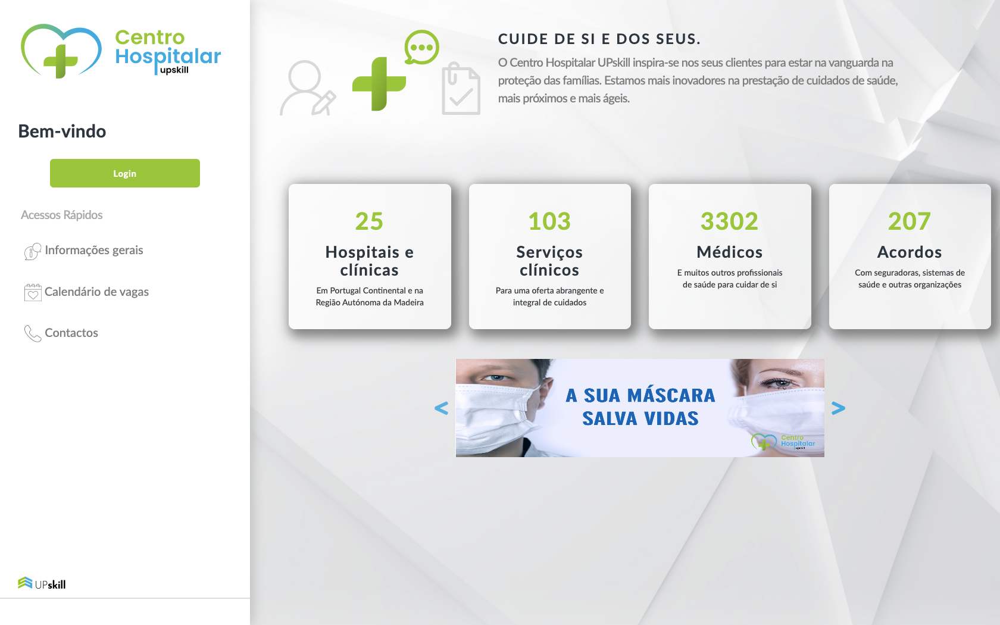 Centro
Hospitalar
upskill
Bem-vindo
Login
Acessos Rápidos
Informações gerais
Calendário de vagas
Contactos
UPskill
CUIDE DE SI E DOS SEUS.
O Centro Hospitalar UPskill inspira-se nos seus clientes para estar na vanguarda na
proteção das famílias. Estamos mais inovadores na prestação de cuidados de saúde,
mais próximos e mais ágeis.
25
Hospitais e
clínicas
Em Portugal Continental e na
Região Autónoma da Madeira
103
Serviços
clínicos
Para uma oferta abrangente e
integral de cuidados
3302
Médicos
E muitos outros profissionais
de saúde para cuidar de si
207
Acordos
Com seguradoras, sistemas de
saúde e outras organizações
<
A SUA MÁSCARA
SALVA VIDAS
Centro
Hospitalar
upskill
>